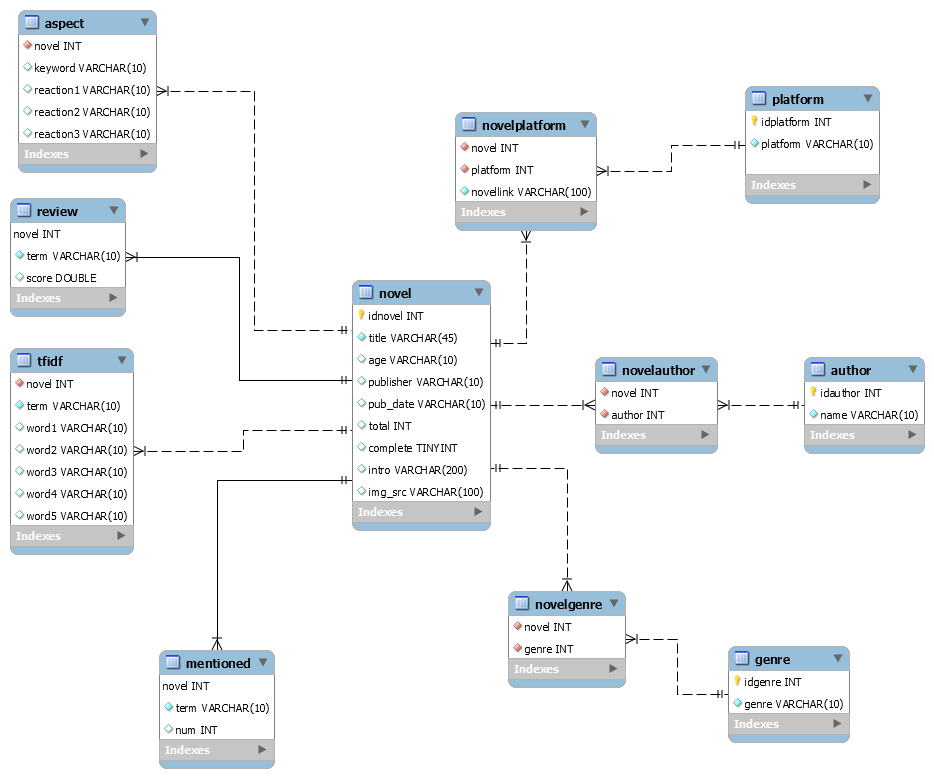 aspect
novel INT
keyword VARCHAR(10)
reaction1 VARCHAR(10)
reaction2 VARCHAR(10)
reaction3 VARCHAR(10)
Indexes
review
novel INT
term VARCHAR(10)
score DOUBLE
Indexes
tfidf
novel INT
term VARCHAR(10)
word1 VARCHAR(10)
word2 VARCHAR(10)
word3 VARCHAR(10)
word4 VARCHAR(10)
word5 VARCHAR(10)
Indexes
mentioned
novel INT
term VARCHAR(10)
num INT
Indexes
novel
idnovel INT
title VARCHAR(45)
age VARCHAR(10)
publisher VARCHAR(10)
pub_date VARCHAR(10)
total INT
complete TINYINT
intro VARCHAR(200)
img_src VARCHAR(100)
Indexes
novelplatform
novel INT
platform INT
novellink VARCHAR(100)
Indexes
platform
idplatform INT
platform VARCHAR(10)
Indexes
novelauthor
novel INT
author INT
Indexes
author
idauthor INT
name VARCHAR(10)
Indexes
novelgenre
novel INT
genre INT
Indexes
genre
idgenre INT
genre VARCHAR(10)
Indexes